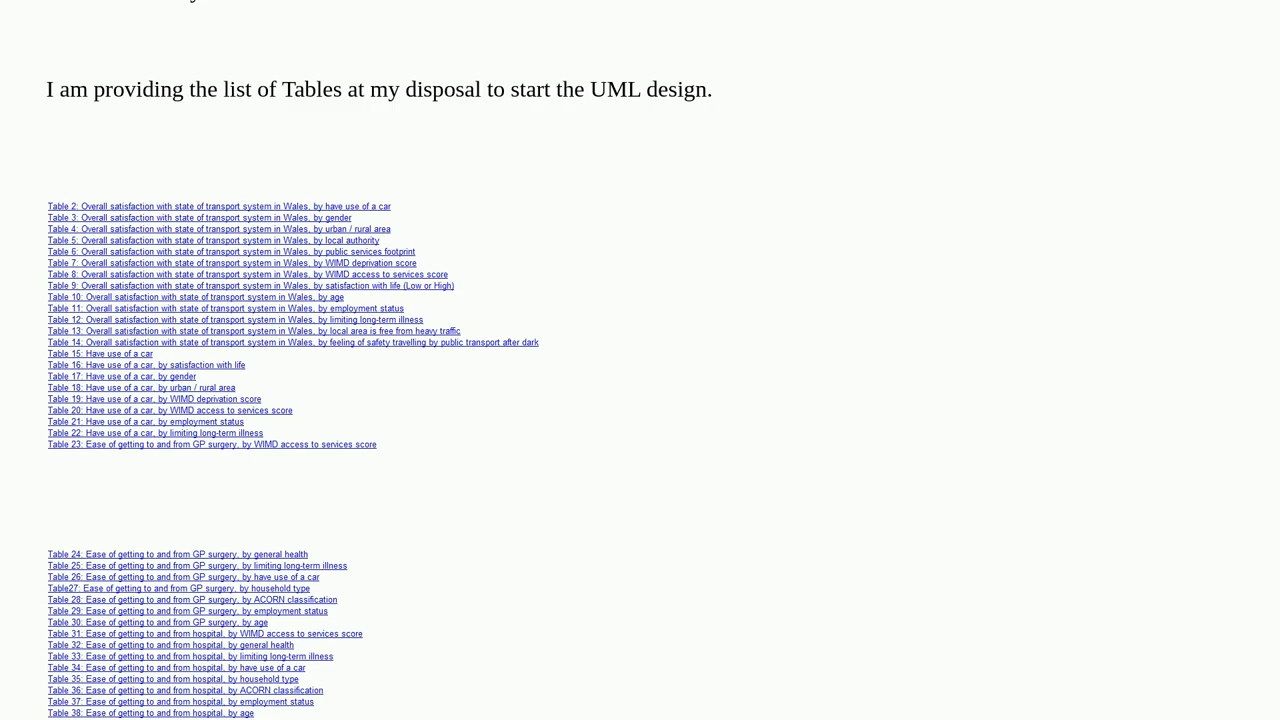 I am providing the list of Tables at my disposal to start the UML design.
Table 2: Overall satisfaction with state of transport system in Wales, by have use of a car
Table 3: Overall satisfaction with state of transport system in Wales, by gender
Table 4: Overall satisfaction with state of transport system in Wales, by urban / rural area
Table 5: Overall satisfaction with state of transport system in Wales, by local authority
Table 6: Overall satisfaction with state of transport system in Wales, by public services footprint
Table 7: Overall satisfaction with state of transport system in Wales, by WIMD deprivation score
Table 8: Overall satisfaction with state of transport system in Wales, by WIMD access to services score
Table 9: Overall satisfaction with state of transport system in Wales, by satisfaction with life (Low or High)
Table 10: Overall satisfaction with state of transport system in Wales, by age
Table 11: Overall satisfaction with state of transport system in Wales, by employment status
Table 12: Overall satisfaction with state of transport system in Wales, by limiting long-term illness
Table 13: Overall satisfaction with state of transport system in Wales, by local area is free from heavy traffic
Table 14: Overall satisfaction with state of transport system in Wales, by feeling of safety travelling by public transport after dark
Table 15: Have use of a car
Table 16: Have use of a car, by satisfaction with life
Table 17: Have use of a car, by gender
Table 18: Have use of a car, by urban / rural area
Table 19: Have use of a car, by WIMD deprivation score
Table 20: Have use of a car, by WIMD access to services score
Table 21: Have use of a car, by employment status
Table 22: Have use of a car, by limiting long-term illness
Table 23: Ease of getting to and from GP surgery, by WIMD access to services score
Table 24: Ease of getting to and from GP surgery, by general health
Table 25: Ease of getting to and from GP surgery, by limiting long-term illness
Table 26: Ease of getting to and from GP surgery, by have use of a car
Table27: Ease of getting to and from GP surgery, by household type
Table 28: Ease of getting to and from GP surgery, by ACORN classification
Table 29: Ease of getting to and from GP surgery, by employment status
Table 30: Ease of getting to and from GP surgery, by age
Table 31: Ease of getting to and from hospital, by WIMD access to services score
Table 32: Ease of getting to and from hospital, by general health
Table 33: Ease of getting to and from hospital, by limiting long-term illness
Table 34: Ease of getting to and from hospital, by have use of a car
Table 35: Ease of getting to and from hospital, by household type
Table 36: Ease of getting to and from hospital, by ACORN classification
Table 37: Ease of getting to and from hospital, by employment status
Table 38: Ease of getting to and from hospital, by age